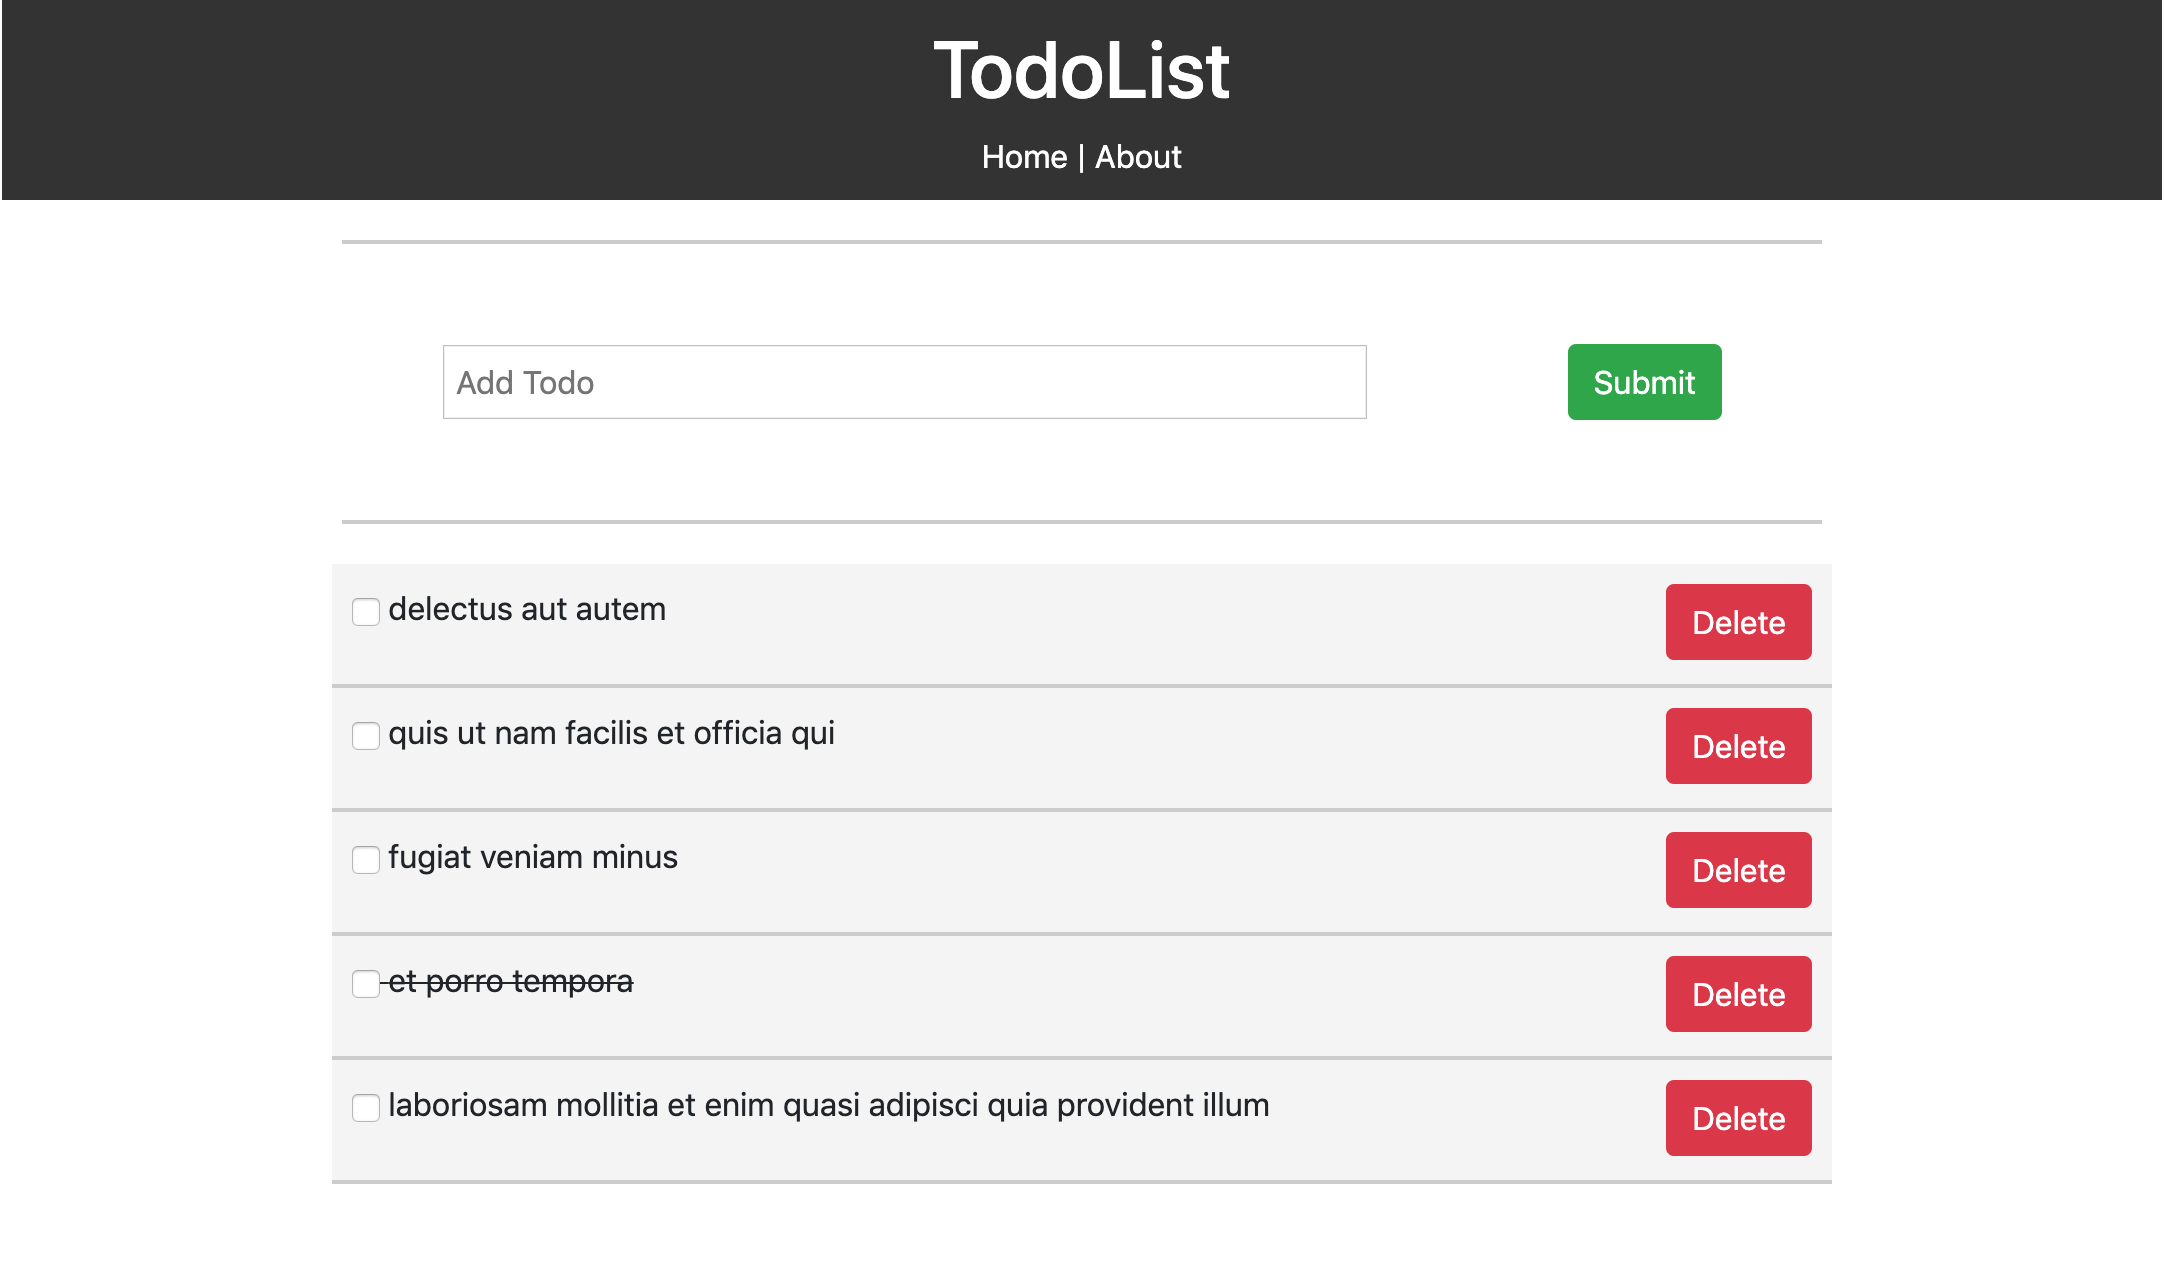 TodoList
Home | About
Add Todo
Submit
delectus aut autem
Delete
quis ut nam facilis et officia qui
Delete
fugiat veniam minus
Delete
et porro tempora
Delete
laboriosam mollitia et enim quasi adipisci quia provident illum
Delete